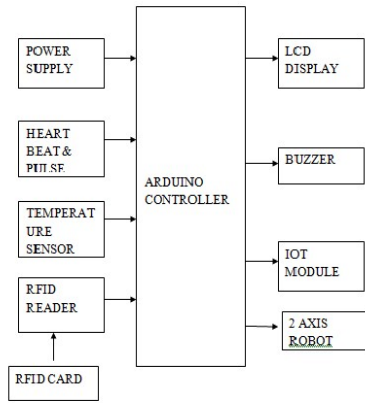 POWER
SUPPLY
HEART
BEAT &
PULSE
TEMPERAT
URE
SENSOR
RFID
READER
RFID CARD
ARDUINO
CONTROLLER
LCD
DISPLAY
BUZZER
IOT
MODULE
2 AXIS
ROBOT